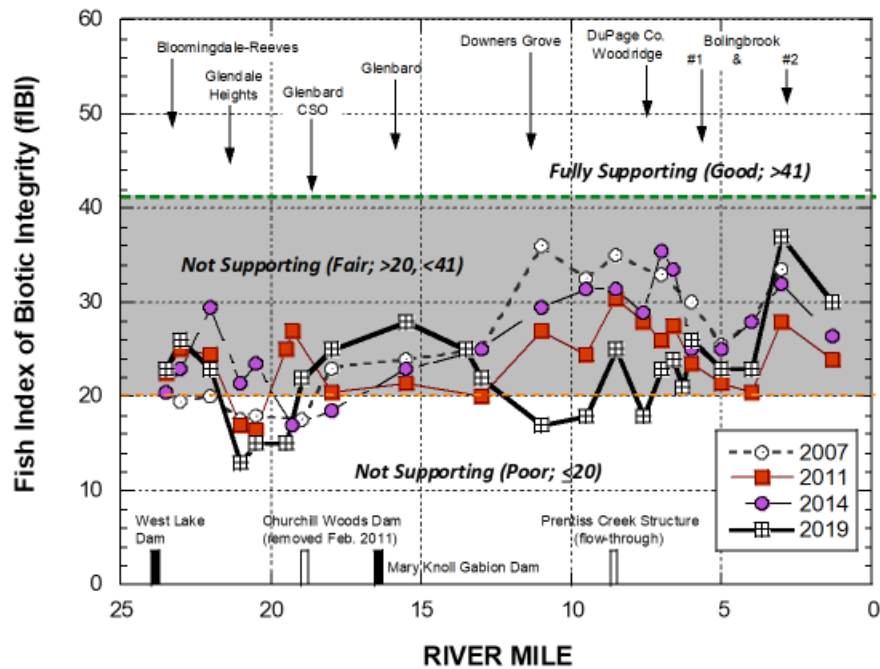 Fish Index of Biotic Integrity (fIBI)
60
50
40
30
20
10
0
Bloomingdale-Reeves
Glendale
Heights
Glenbard
CSO
Glenbard
Downers Grove
DuPage Co.
Woodridge
Bolingbrook
#1 & #2
Fully Supporting (Good; >41)
Not Supporting (Fair; >20, <41)
Not Supporting (Poor; ≤20)
2007
2011
2014
2019
West Lake
Dam
Churchill Woods Dam
(removed Feb. 2011)
Mary Knoll Gabion Dam
Prentiss Creek Structure
(flow-through)
25 20 15 10 5 0
RIVER MILE